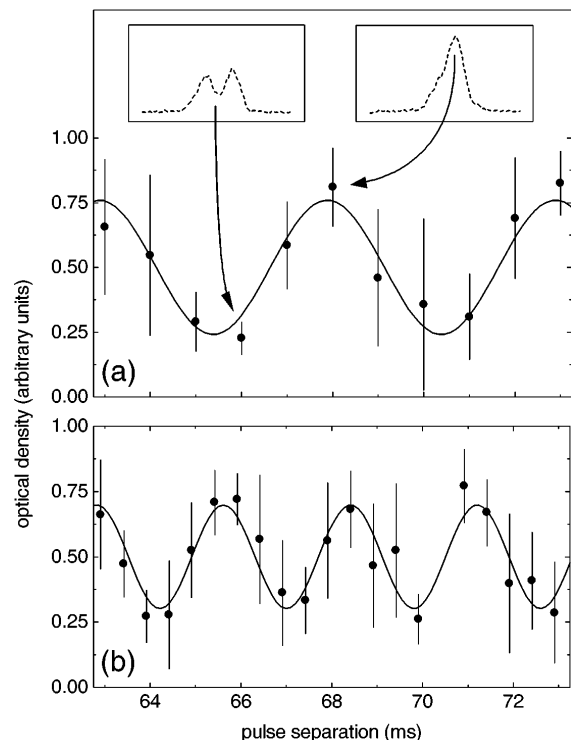 1.00
0.75
0.50
0.25
0.00
(a)
optical density (arbitrary units)
1.00
0.75
0.50
0.25
0.00
(b)
64 66 68 70 72
pulse separation (ms)